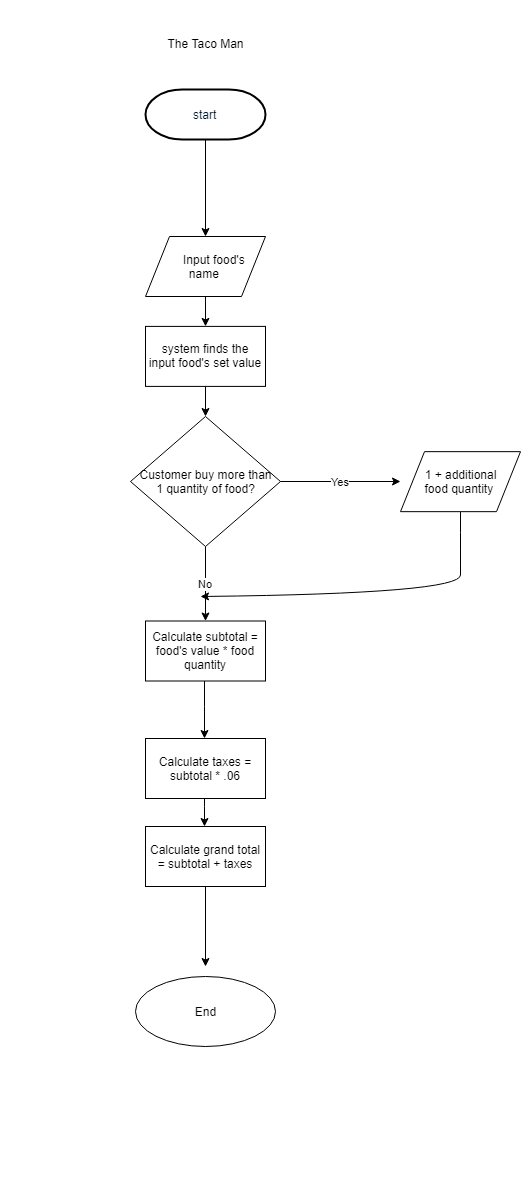 The Taco Man
start
Input food's
name
system finds the
input food's set value
Customer buy more than
1 quantity of food?
Yes
1 + additional
food quantity
No
Calculate subtotal =
food's value * food
quantity
Calculate taxes =
subtotal * .06
Calculate grand total
= subtotal + taxes
End